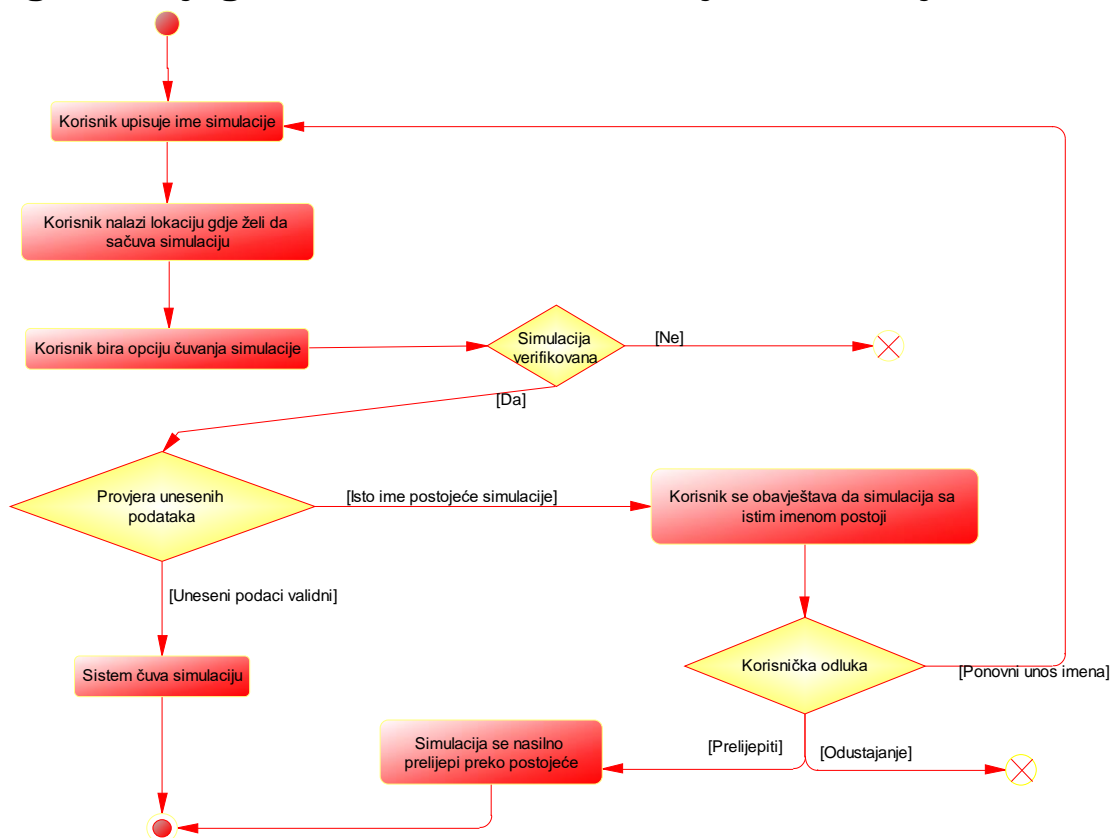 Korisnik upisuje ime simulacije
Korisnik nalazi lokaciju gdje želi da
sačuva simulaciju
Korisnik bira opciju čuvanja simulacije
Simulacija
verifikovana
[Ne]
[Da]
Provjera unesenih
podataka
[Isto ime postojeće simulacije]
Korisnik se obavještava da simulacija sa
istim imenom postoji
[Uneseni podaci validni]
Sistem čuva simulaciju
Korisnička odluka
[Ponovni unos imena]
Simulacija se nasilno
prelijepi preko postojeće
[Prelijepiti]
[Odustajanje]